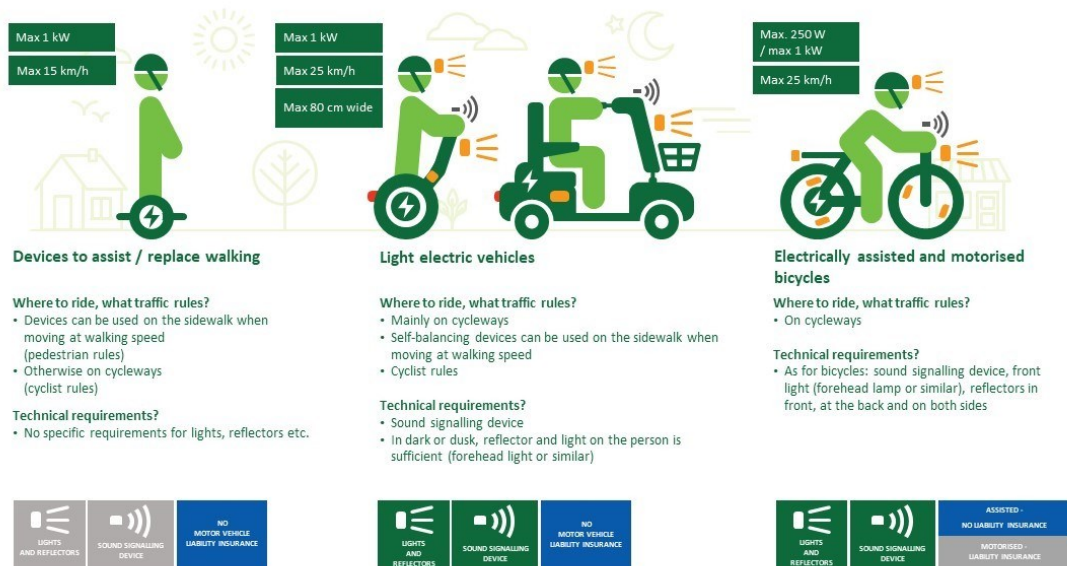 Max 1 kW
Max 15 km/h
Max 1 kW
Max 25 km/h
Max 80 cm wide
Max. 250 W
/ max 1 kW
Max 25 km/h
Devices to assist / replace walking
Where to ride, what traffic rules?
• Devices can be used on the sidewalk when
moving at walking speed
(pedestrian rules)
• Otherwise on cycleways
(cyclist rules)
Technical requirements?
• No specific requirements for lights, reflectors etc.
LIGHTS
AND REFLECTORS
SOUND SIGNALLING
DEVICE
NO
MOTOR VEHICLE
LIABILITY INSURANCE
Light electric vehicles
Where to ride, what traffic rules?
• Mainly on cycleways
• Self-balancing devices can be used on the sidewalk when
moving at walking speed
• Cyclist rules
Technical requirements?
• Sound signalling device
• In dark or dusk, reflector and light on the person is
sufficient (forehead light or similar)
LIGHTS
AND
REFLECTORS
SOUND SIGNALLING
DEVICE
NO
MOTOR VEHICLE
LIABILITY INSURANCE
Electrically assisted and motorised
bicycles
Where to ride, what traffic rules?
• On cycleways
Technical requirements?
• As for bicycles: sound signalling device, front
light (forehead lamp or similar), reflectors in
front, at the back and on both sides
LIGHTS
AND
REFLECTORS
SOUND SIGNALLING
DEVICE
ASSISTED -
NO LIABILITY INSURANCE
MOTORISED -
LIABILITY INSURANCE